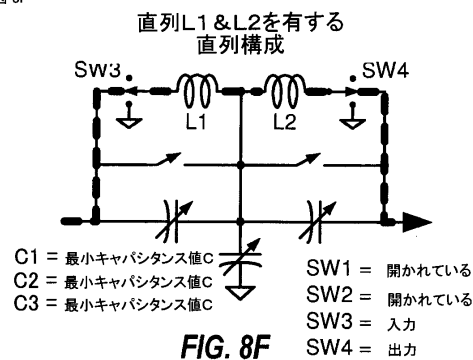 直列L1&L2を有する
直列構成
SW3
SW4
L1
L2
C1 = 最小キャパシタンス値C
C2 = 最小キャパシタンス値C
C3 = 最小キャパシタンス値C
SW1 = 開かれている
SW2 = 開かれている
SW3 = 入力
SW4 = 出力
FIG. 8F